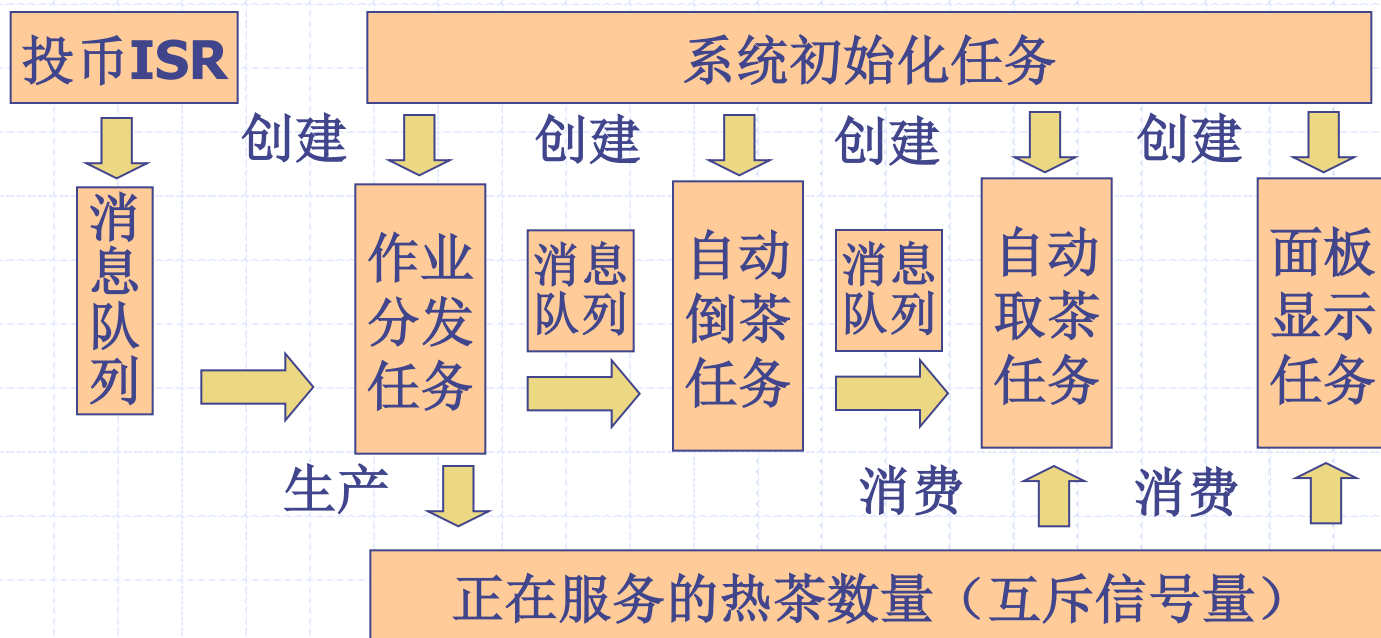 投币ISR
系统初始化任务
创建
创建
创建
创建
消
息
队
列
作业
分发
任务
消息
队列
自动
倒茶
任务
消息
队列
自动
取茶
任务
面板
显示
任务
生产
消费
消费
正在服务的热茶数量（互斥信号量）